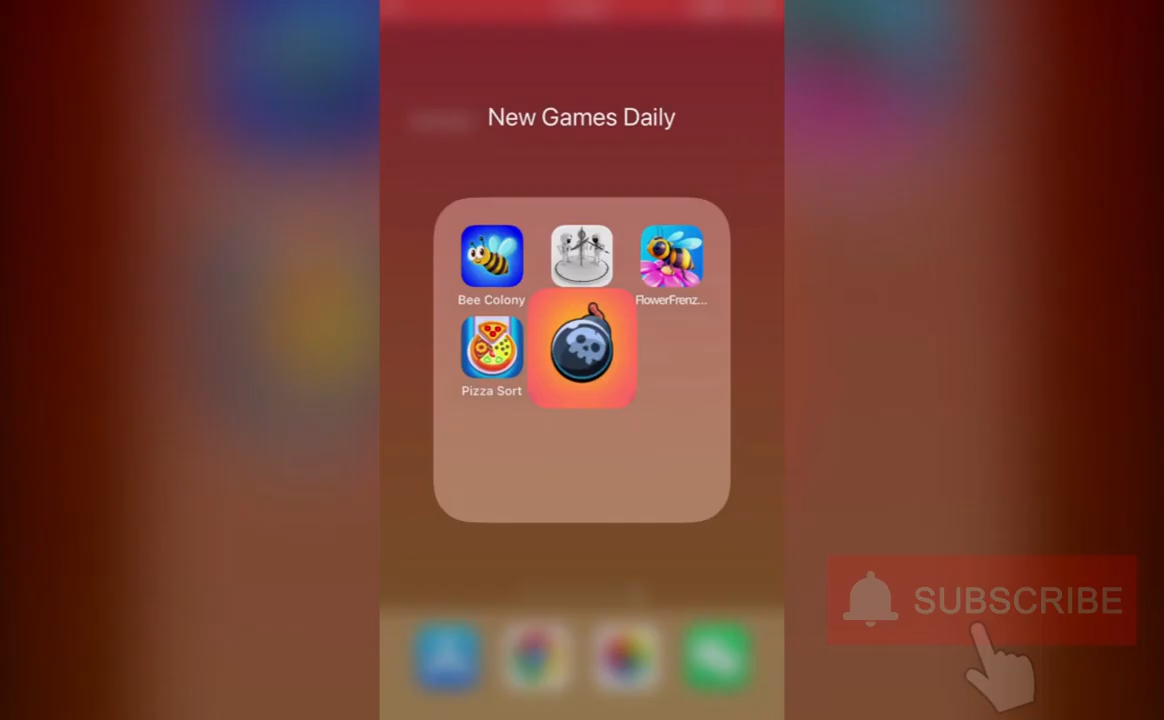 New Games Daily
Bee Colony
FlowerFrenz...
Pizza Sort
SUBSCRIBE